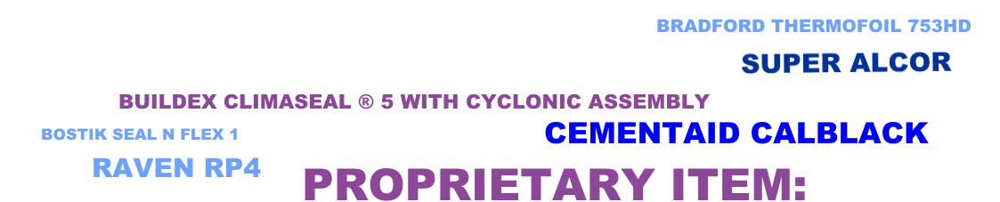 BRADFORD THERMOFOIL 753HD
SUPER ALCOR
BUILDEX CLIMASEAL ® 5 WITH CYCLONIC ASSEMBLY
BOSTIK SEAL N FLEX 1
CEMENTAID CALBLACK
RAVEN RP4
PROPRIETARY ITEM: